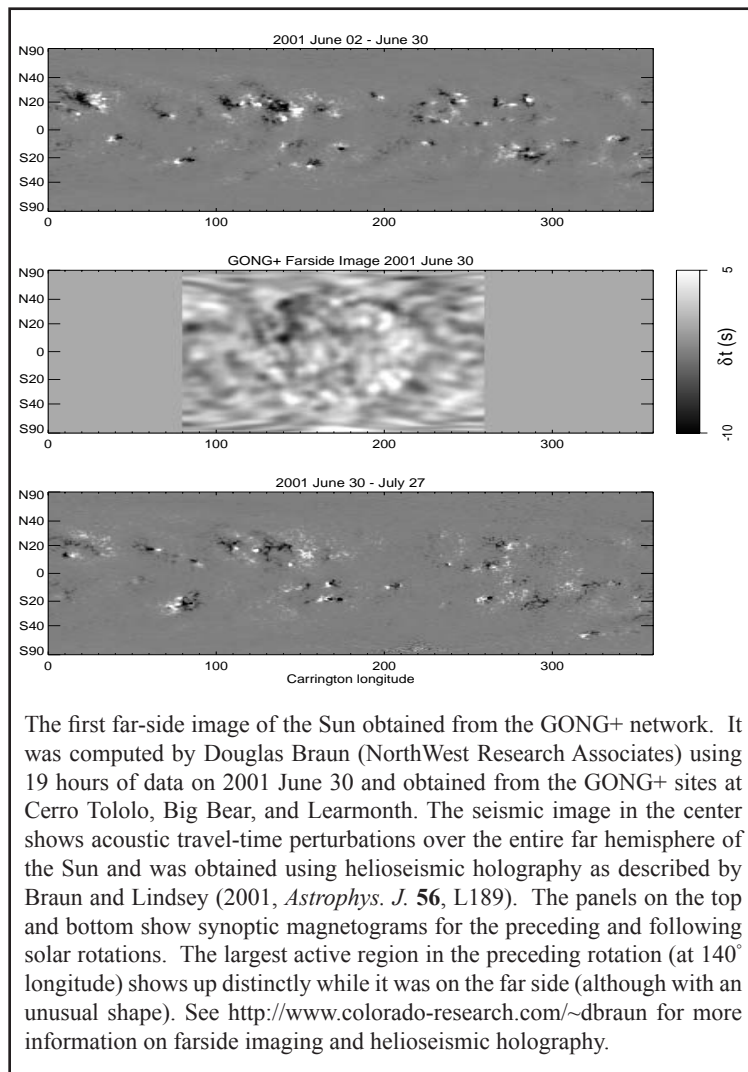 2001 June 02 - June 30
N90
N40
N20
0
S20
S40
S90
0 100 200 300
GONG+ Farside Image 2001 June 30
N90
N40
N20
0
S20
S40
S90
0 100 200 300
5
δt (s)
-10
2001 June 30 - July 27
N90
N40
N20
0
S20
S40
S90
0 100 200 300
Carrington longitude
The first far-side image of the Sun obtained from the GONG+ network. It
was computed by Douglas Braun (NorthWest Research Associates) using
19 hours of data on 2001 June 30 and obtained from the GONG+ sites at
Cerro Tololo, Big Bear, and Learmonth. The seismic image in the center
shows acoustic travel-time perturbations over the entire far hemisphere of
the Sun and was obtained using helioseismic holography as described by
Braun and Lindsey (2001, Astrophys. J. 56, L189). The panels on the top
and bottom show synoptic magnetograms for the preceding and following
solar rotations. The largest active region in the preceding rotation (at 140°
longitude) shows up distinctly while it was on the far side (although with an
unusual shape). See http://www.colorado-research.com/~dbraun for more
information on farside imaging and helioseismic holography.